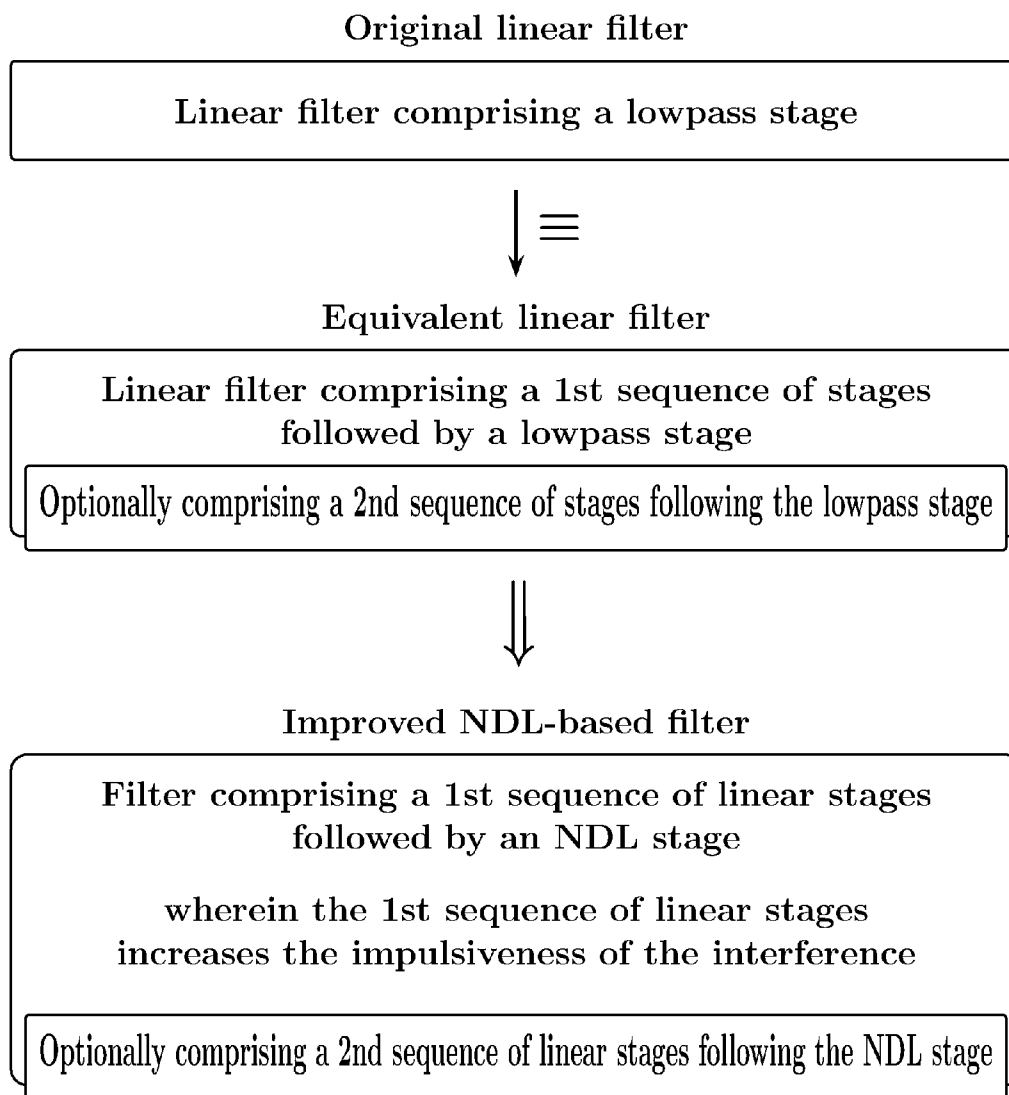 Original linear filter
Linear filter comprising a lowpass stage
≡
Equivalent linear filter
Linear filter comprising a 1st sequence of stages
followed by a lowpass stage
Optionally comprising a 2nd sequence of stages following the lowpass stage
Improved NDL-based filter
Filter comprising a 1st sequence of linear stages
followed by an NDL stage
wherein the 1st sequence of linear stages
increases the impulsiveness of the interference
Optionally comprising a 2nd sequence of linear stages following the NDL stage